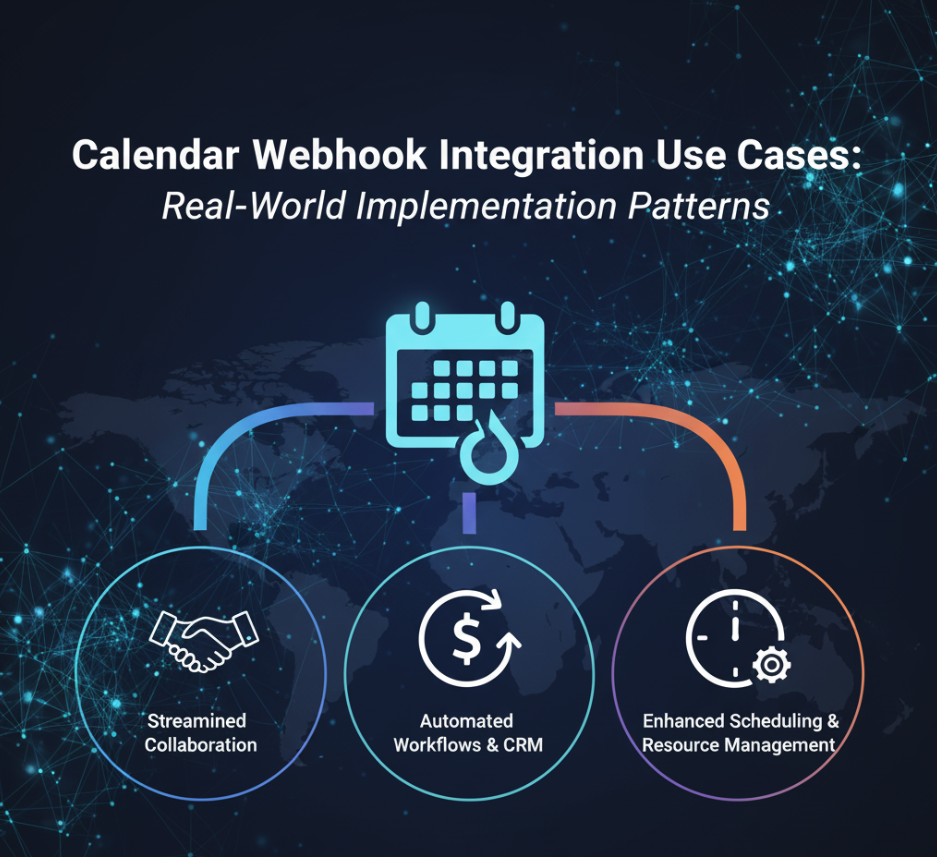 Calendar Webhook Integration Use Cases:
Real-World Implementation Patterns
$
Streamined
Collaboration
Automated
Workflows & CRM
Enhanced Scheduling &
Resource Management